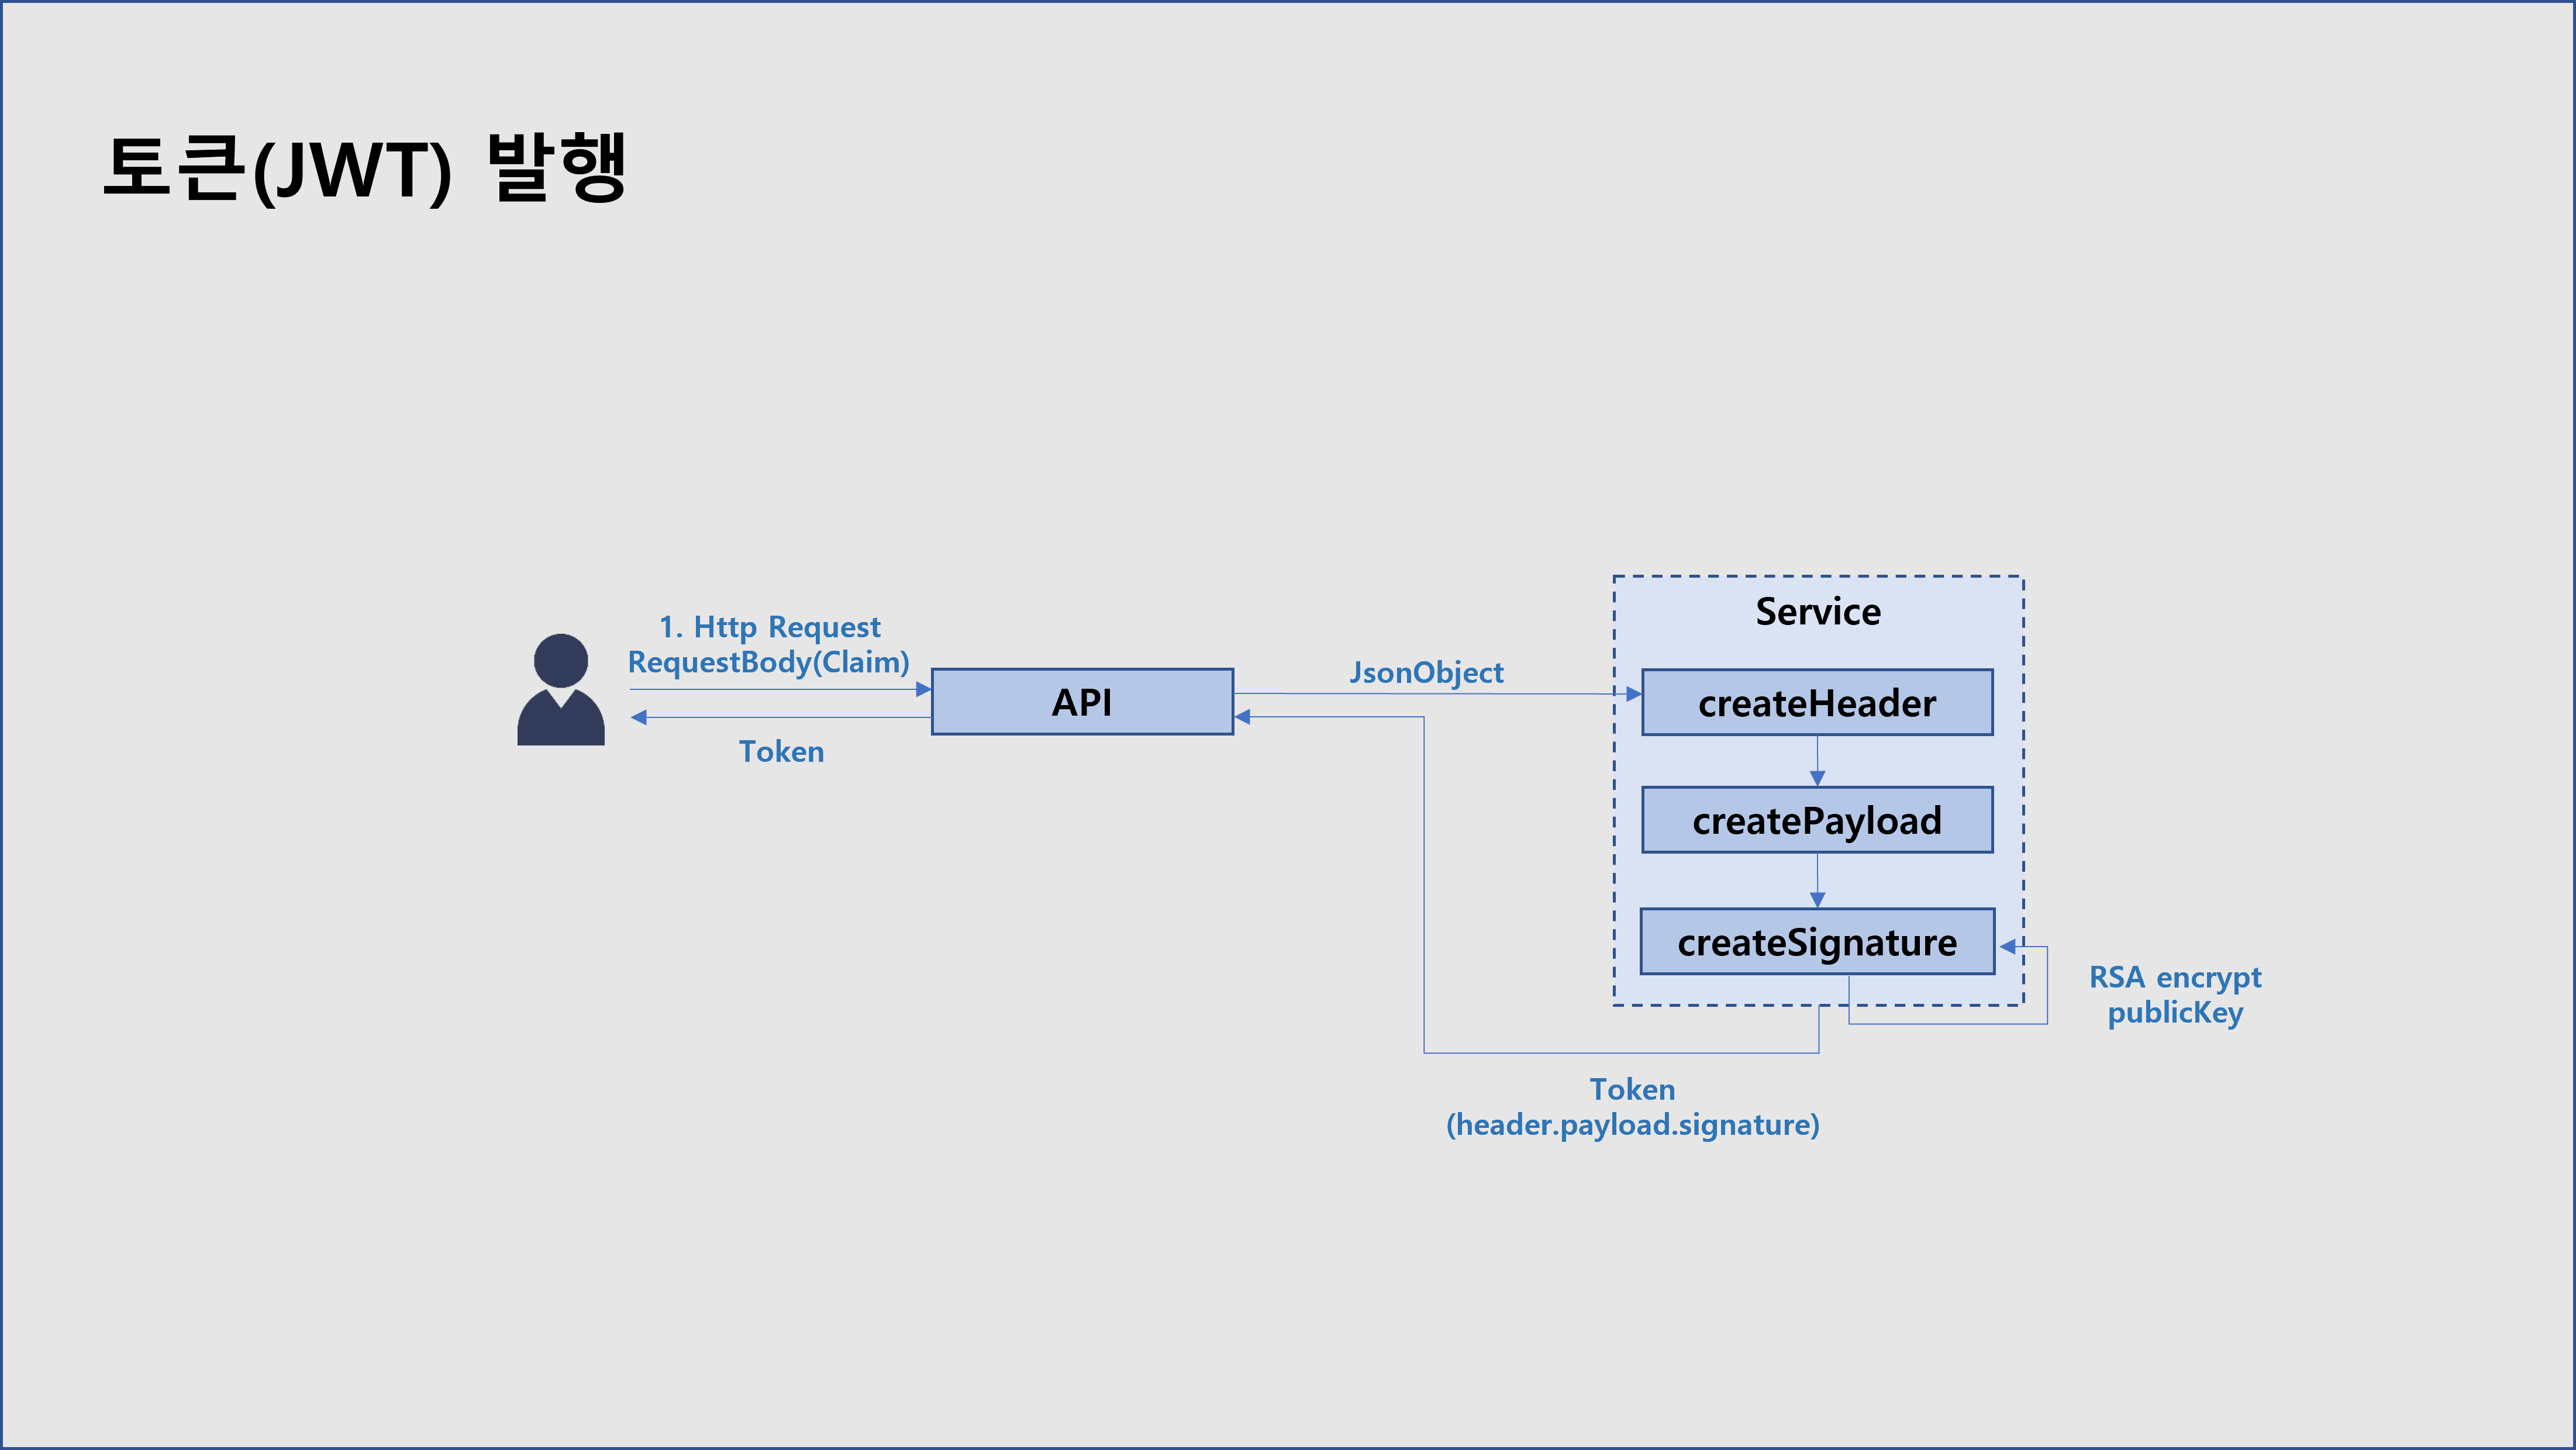 토큰(JWT) 발행
1. Http Request
RequestBody(Claim)
Token
API
JsonObject
Service
createHeader
createPayload
createSignature
RSA encrypt
publicKey
Token
(header.payload.signature)